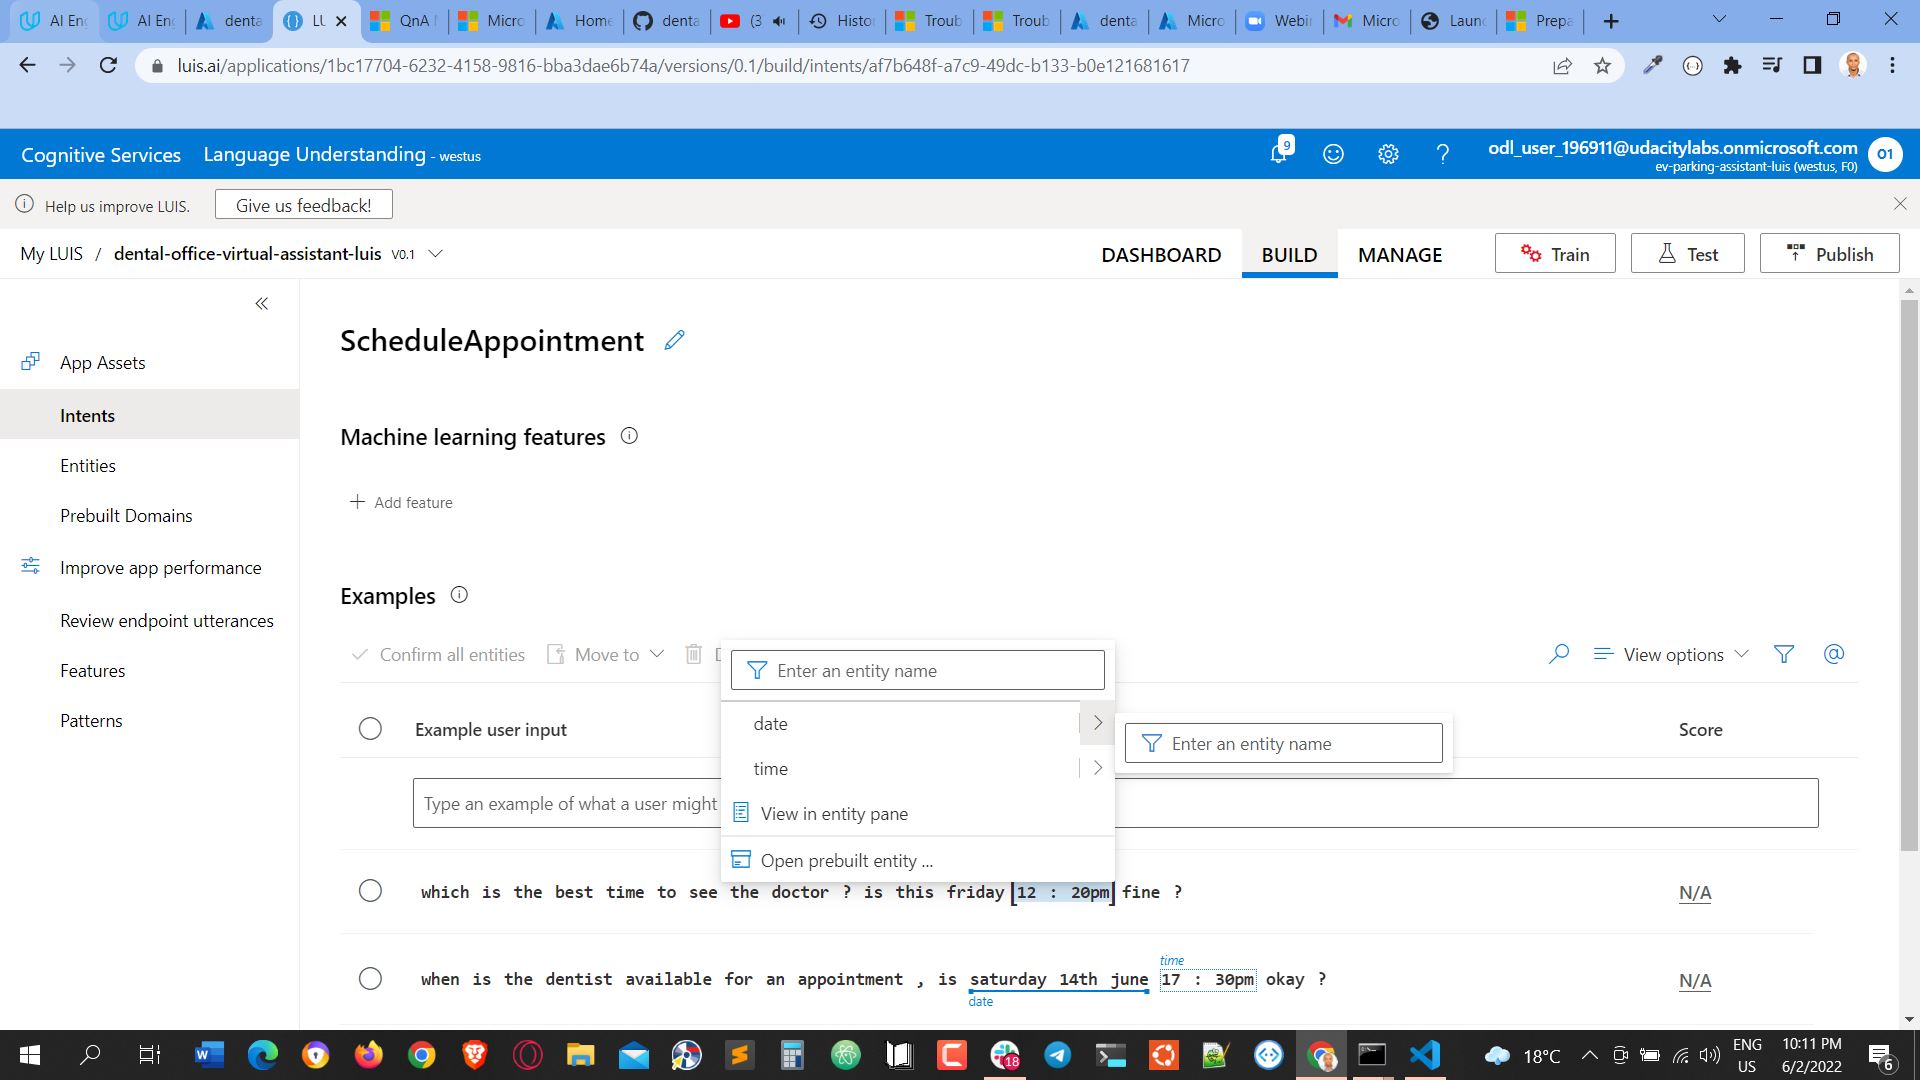 AI Eng
AI Eng
denta
LU
QnA M
Micro
Home
denta
(3
Histo
Troub
Troub
denta
Micro
Webin
Micro
Launc
Prepa
luis.ai/applications/1bc17704-6232-4158-9816-bba3dae6b74a/versions/0.1/build/intents/af7b648f-a7c9-49dc-b133-b0e121681617
Cognitive Services
Language Understanding - westus
9
odl_user_196911@udacitylabs.onmicrosoft.com
ev-parking-assistant-luis (westus, F0)
O1
Help us improve LUIS.
Give us feedback!
My LUIS / dental-office-virtual-assistant-luis V0.1
DASHBOARD
BUILD
MANAGE
Train
Test
Publish
App Assets
Intents
Entities
Prebuilt Domains
Improve app performance
Review endpoint utterances
Features
Patterns
ScheduleAppointment
Machine learning features
+ Add feature
Examples
Confirm all entities
Move to
D
View options
@
Enter an entity name
date
time
View in entity pane
Open prebuilt entity ...
Enter an entity name
Example user input
Score
Type an example of what a user might
which is the best time to see the doctor ? is this friday [12 : 20pm] fine ?
N/A
time
when is the dentist available for an appointment , is saturday 14th june 17 : 30pm okay ?
N/A
date
18
18°C
ENG
US
10:11 PM
6/2/2022
6